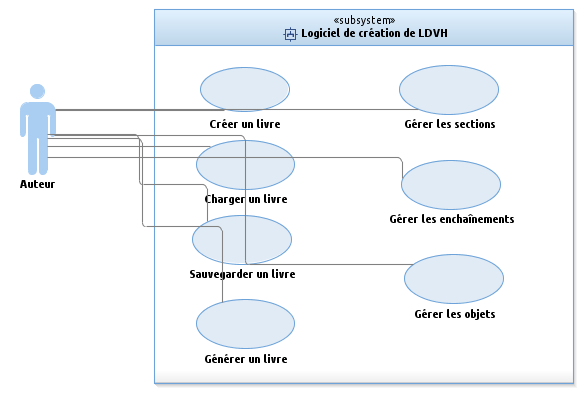 «subsystem»
Logiciel de création de LDVH
Créer un livre
Gérer les sections
Auteur
Charger un livre
Gérer les enchaînements
Sauvegarder un livre
Gérer les objets
Générer un livre